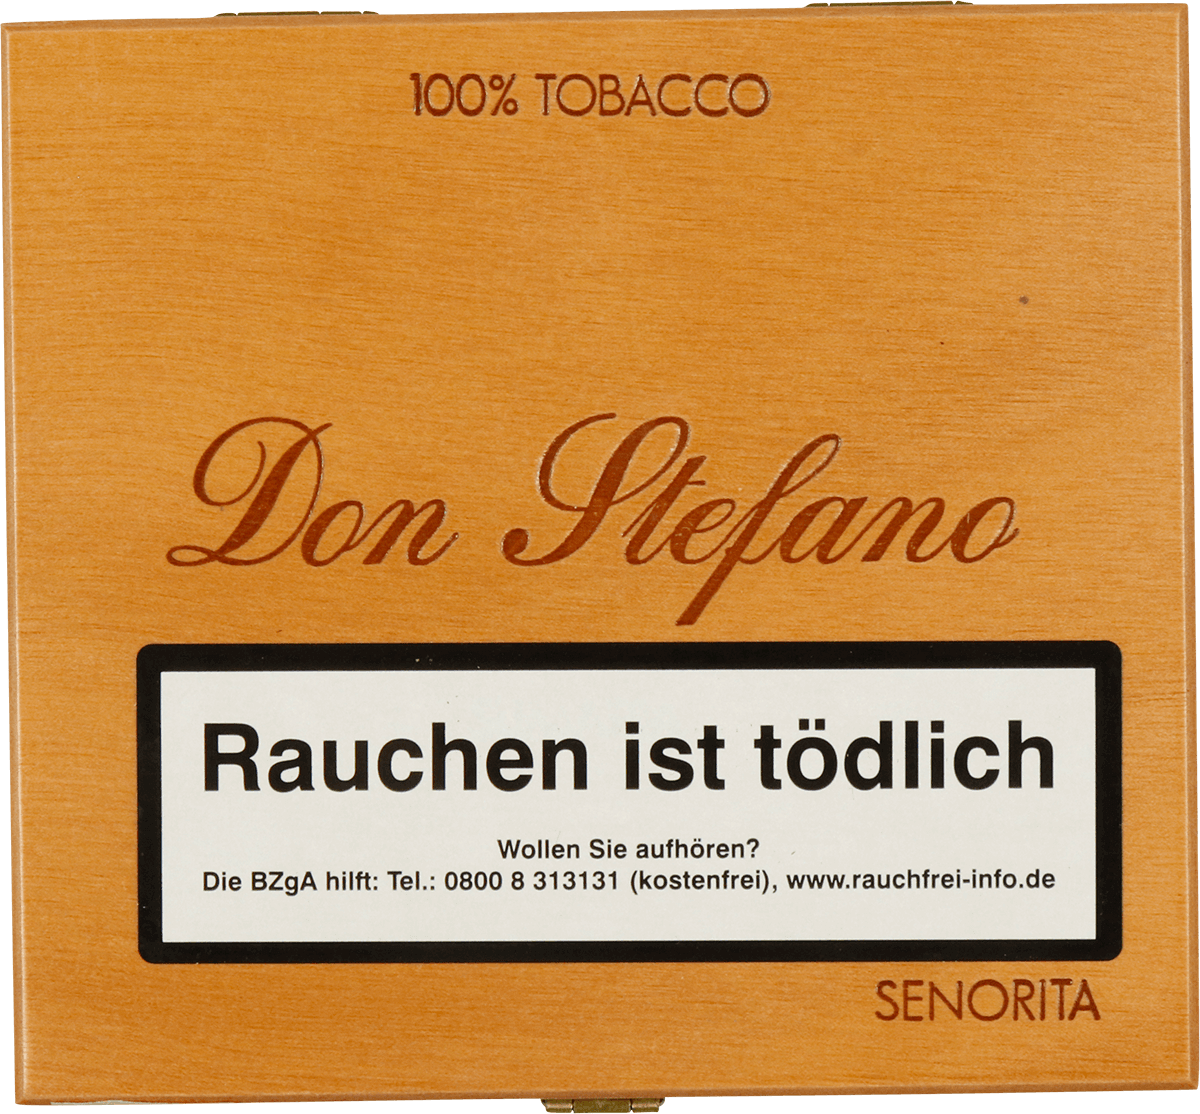 100% TOBACCO
Don Stefano
Rauchen ist tödlich
Wollen Sie aufhören?
Die BZgA hilft: Tel.: 0800 8 313131 (kostenfrei), www.rauchfrei-info.de
SENORITA